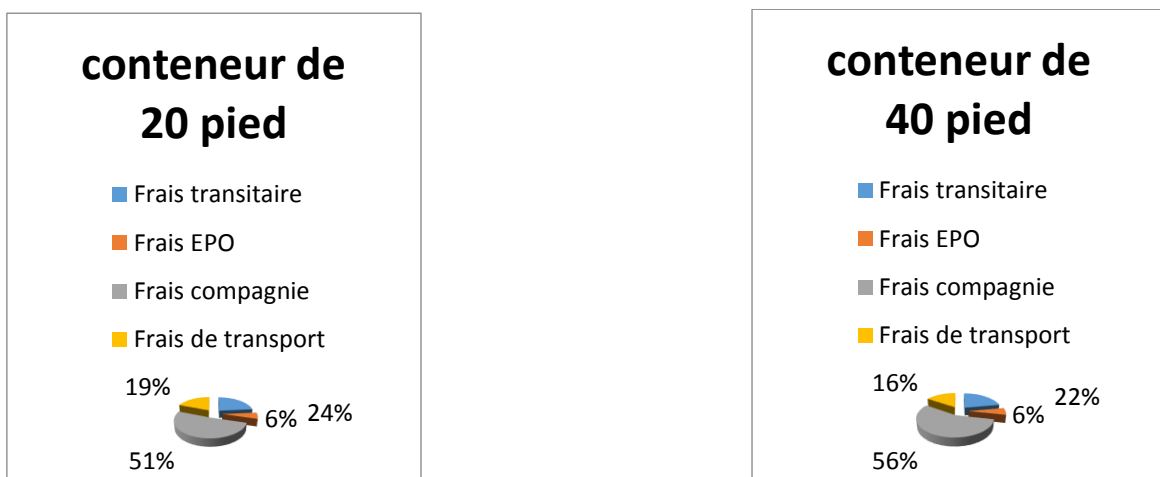 conteneur de
20 pied
Frais transitaire
Frais EPO
Frais compagnie
Frais de transport
19%
6%
24%
51%
conteneur de
40 pied
Frais transitaire
Frais EPO
Frais compagnie
Frais de transport
16%
6%
22%
56%